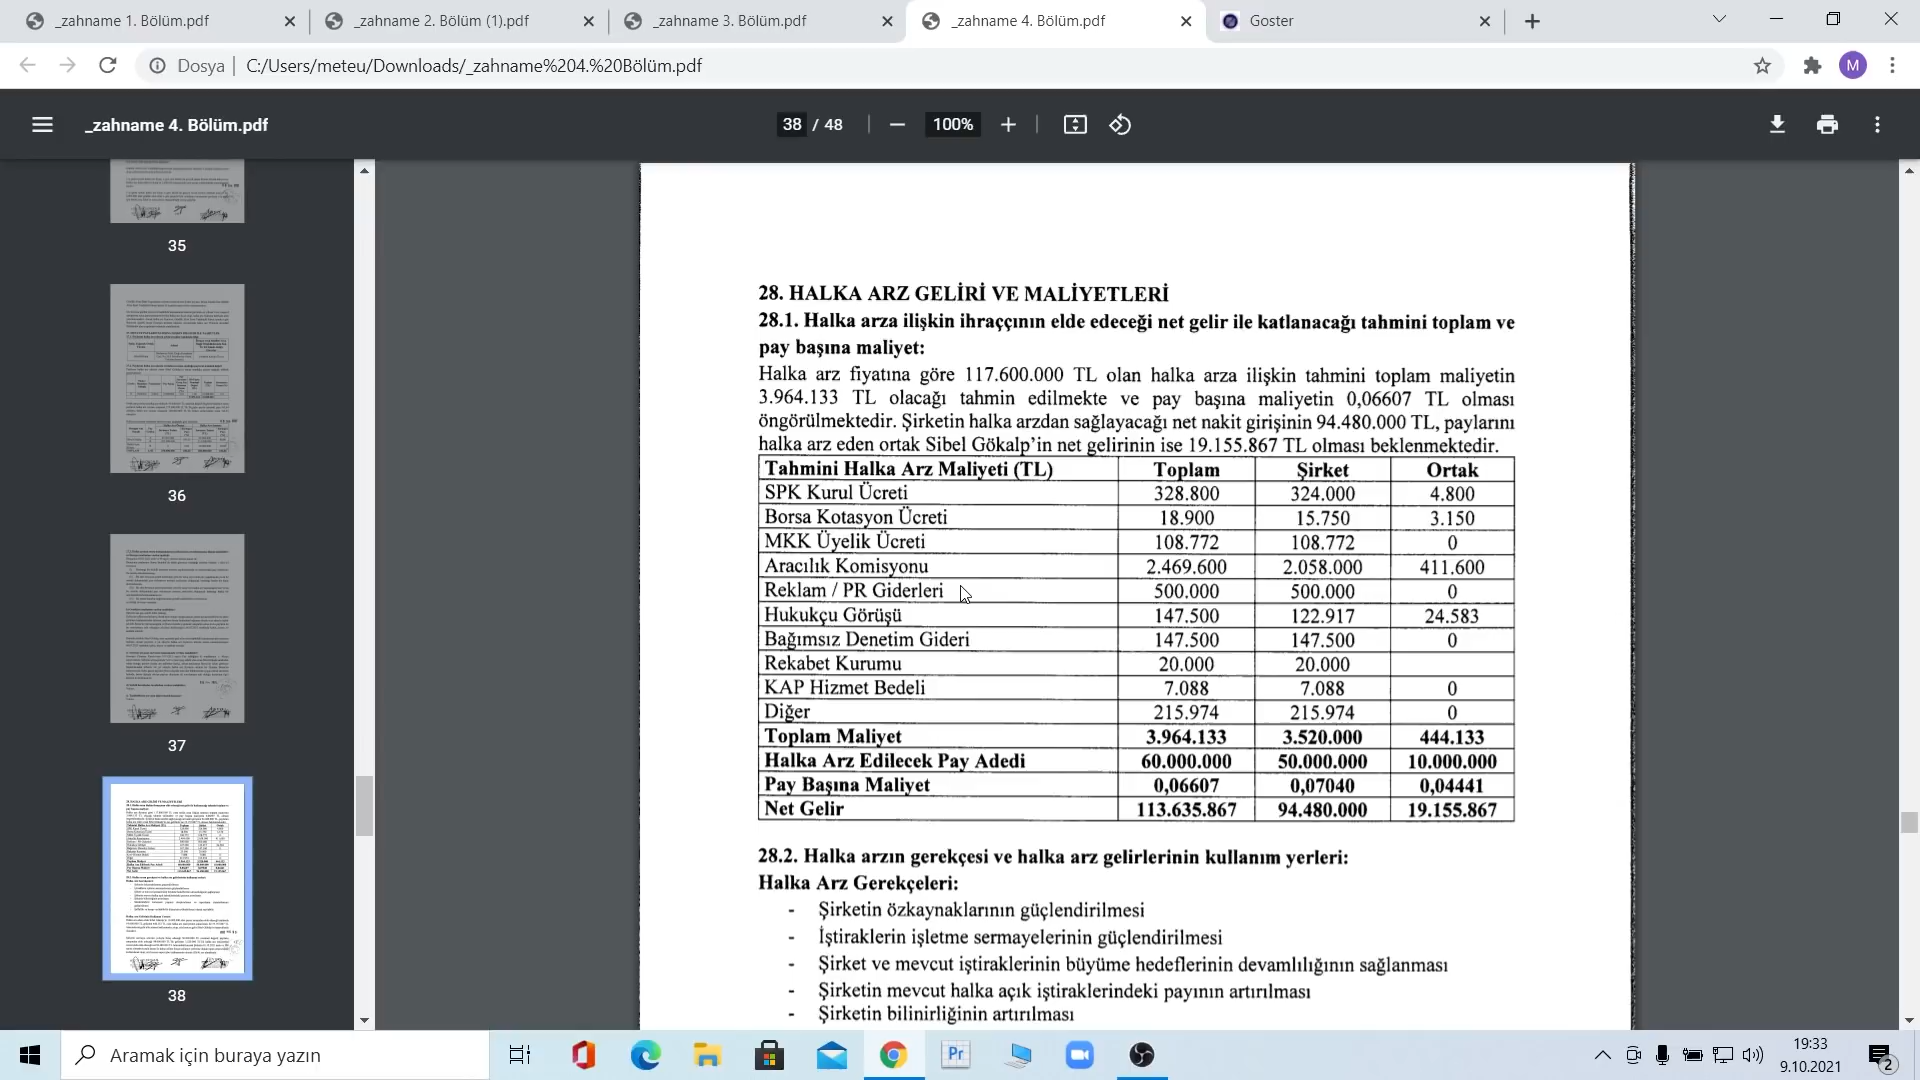 _zahname 1. Bölüm.pdf
_zahname 2. Bölüm (1).pdf
_zahname 3. Bölüm.pdf
_zahname 4. Bölüm.pdf
Goster
Dosya
C:/Users/meteu/Downloads/_zahname%204.%20Bölüm.pdf
M
_zahname 4. Bölüm.pdf
38 / 48
100%
35
36
37
38
28. HALKA ARZ GELİRİ VE MALİYETLERİ
28.1. Halka arza ilişkin ihraççının elde edeceği net gelir ile katlanacağı tahmini toplam ve
pay başına maliyet:
Halka arz fiyatına göre 117.600.000 TL olan halka arza ilişkin tahmini toplam maliyetin
3.964.133 TL olacağı tahmin edilmekte ve pay başına maliyetin 0,06607 TL olması
öngörülmektedir. Şirketin halka arzdan sağlayacağı net nakit girişinin 94.480.000 TL, paylarını
halka arz eden ortak Sibel Gökalp'in net gelirinin ise 19.155.867 TL olması beklenmektedir.
Tahmini Halka Arz Maliyeti (TL) Toplam Şirket Ortak
SPK Kurul Ücreti 328.800 324.000 4.800
Borsa Kotasyon Ücreti 18.900 15.750 3.150
MKK Üyelik Ücreti 108.772 108.772 0
Aracılık Komisyonu 2.469.600 2.058.000 411.600
Reklam / PR Giderleri 500.000 500.000 0
Hukukçu Görüşü 147.500 122.917 24.583
Bağımsız Denetim Gideri 147.500 147.500 0
Rekabet Kurumu 20.000 20.000
KAP Hizmet Bedeli 7.088 7.088 0
Diğer 215.974 215.974 0
Toplam Maliyet 3.964.133 3.520.000 444.133
Halka Arz Edilecek Pay Adedi 60.000.000 50.000.000 10.000.000
Pay Başına Maliyet 0,06607 0,07040 0,04441
Net Gelir 113.635.867 94.480.000 19.155.867
28.2. Halka arzın gerekçesi ve halka arz gelirlerinin kullanım yerleri:
Halka Arz Gerekçeleri:
- Şirketin özkaynaklarının güçlendirilmesi
- İştiraklerin işletme sermayelerinin güçlendirilmesi
- Şirket ve mevcut iştiraklerinin büyüme hedeflerinin devamlılığının sağlanması
- Şirketin mevcut halka açık iştiraklerindeki payının artırılması
- Şirketin bilinirliğinin artırılması
Aramak için buraya yazın
Pr
19:33
9.10.2021
2